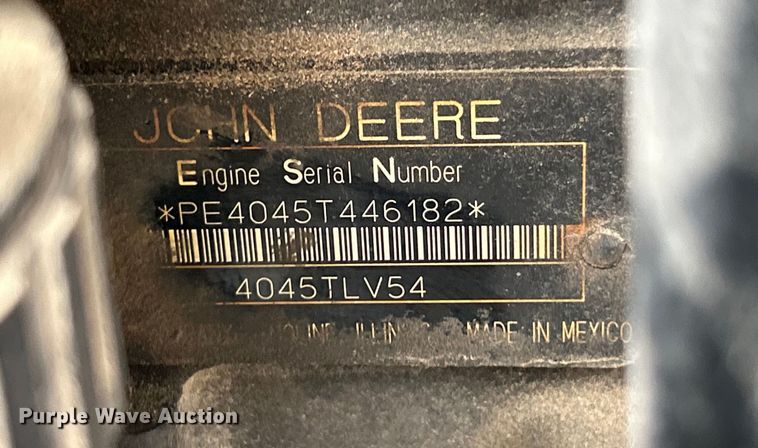 JOHN DEERE
Engine Serial Number
*PE4045T446182*
4045TLV54
MADE IN MEXICO
Purple Wave Auction